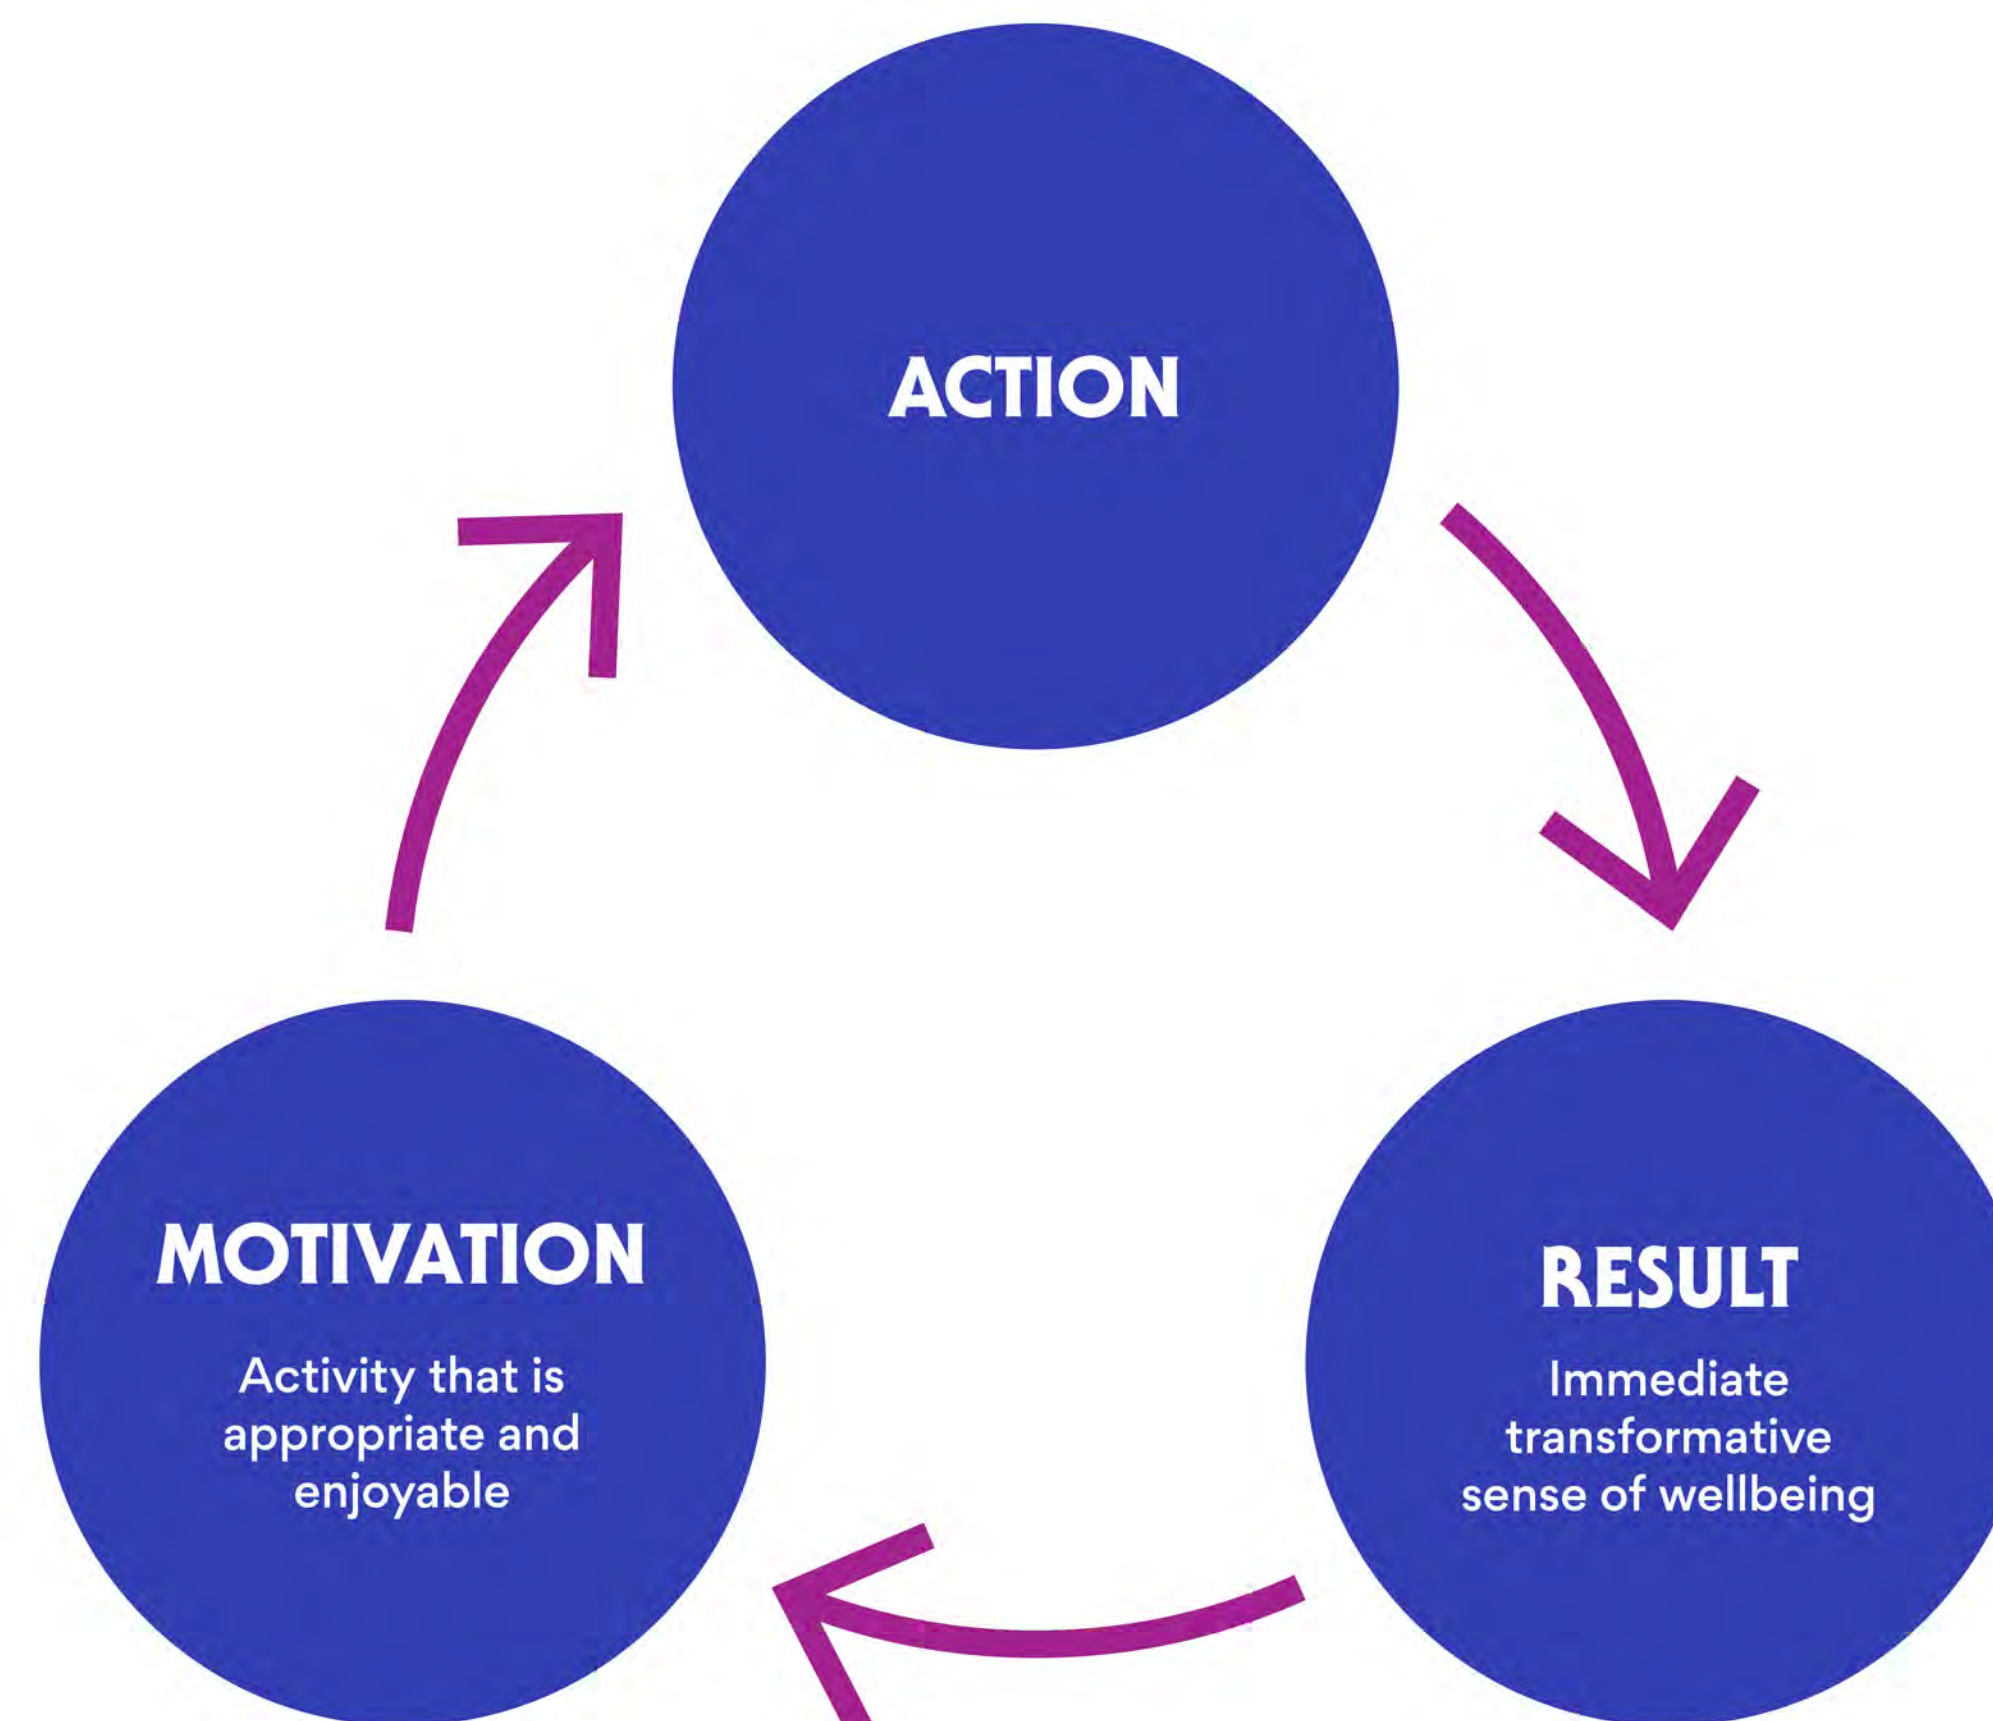 ACTION
MOTIVATION
Activity that is
appropriate and
enjoyable
RESULT
Immediate
transformative
sense of wellbeing